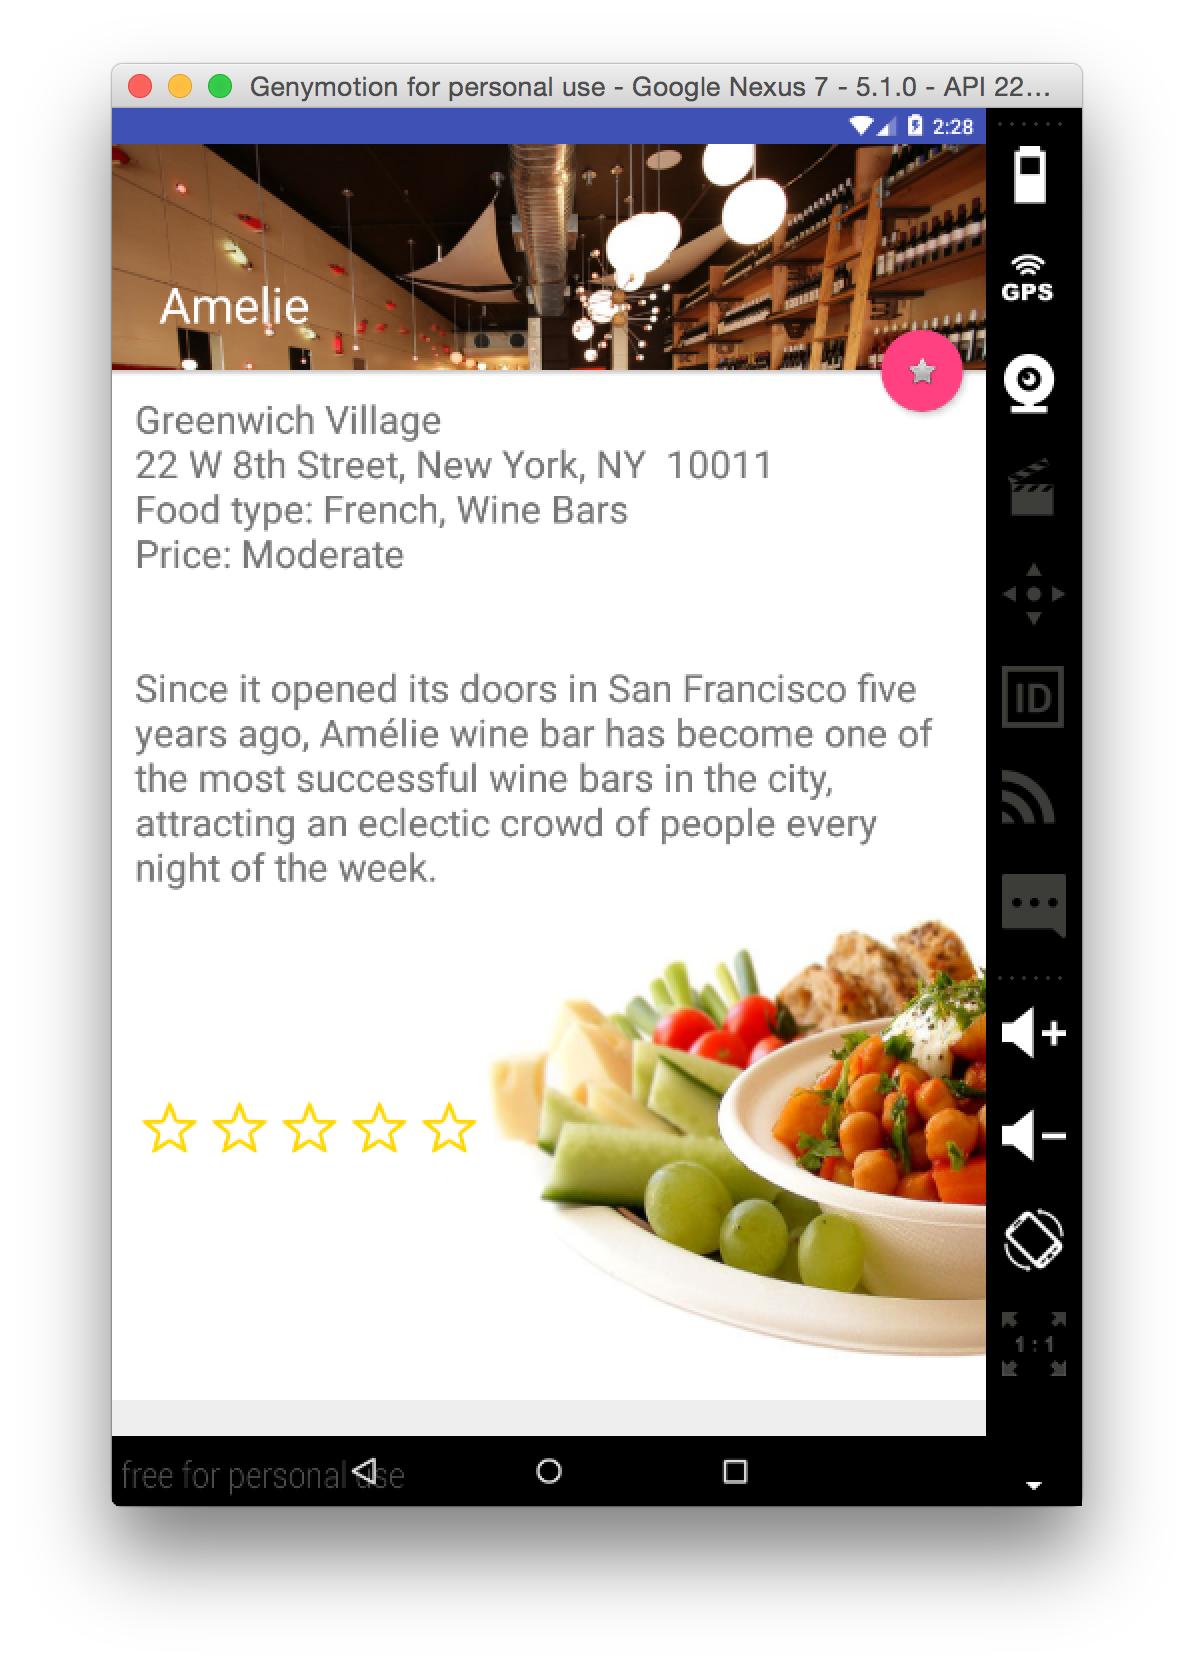 Genymotion for personal use - Google Nexus 7 - 5.1.0 - API 22...
2:28
Amelie
GPS
Greenwich Village
22 W 8th Street, New York, NY  10011
Food type: French, Wine Bars
Price: Moderate
Since it opened its doors in San Francisco five
years ago, Amélie wine bar has become one of
the most successful wine bars in the city,
attracting an eclectic crowd of people every
night of the week.
ID
1:1
free for personal use